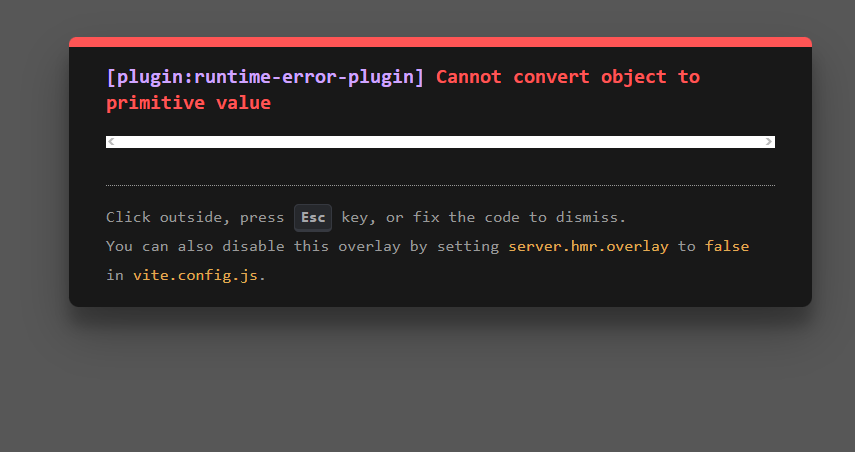 [plugin:runtime-error-plugin] Cannot convert object to
primitive value
Click outside, press Esc key, or fix the code to dismiss.
You can also disable this overlay by setting server.hmr.overlay to false
in vite.config.js.